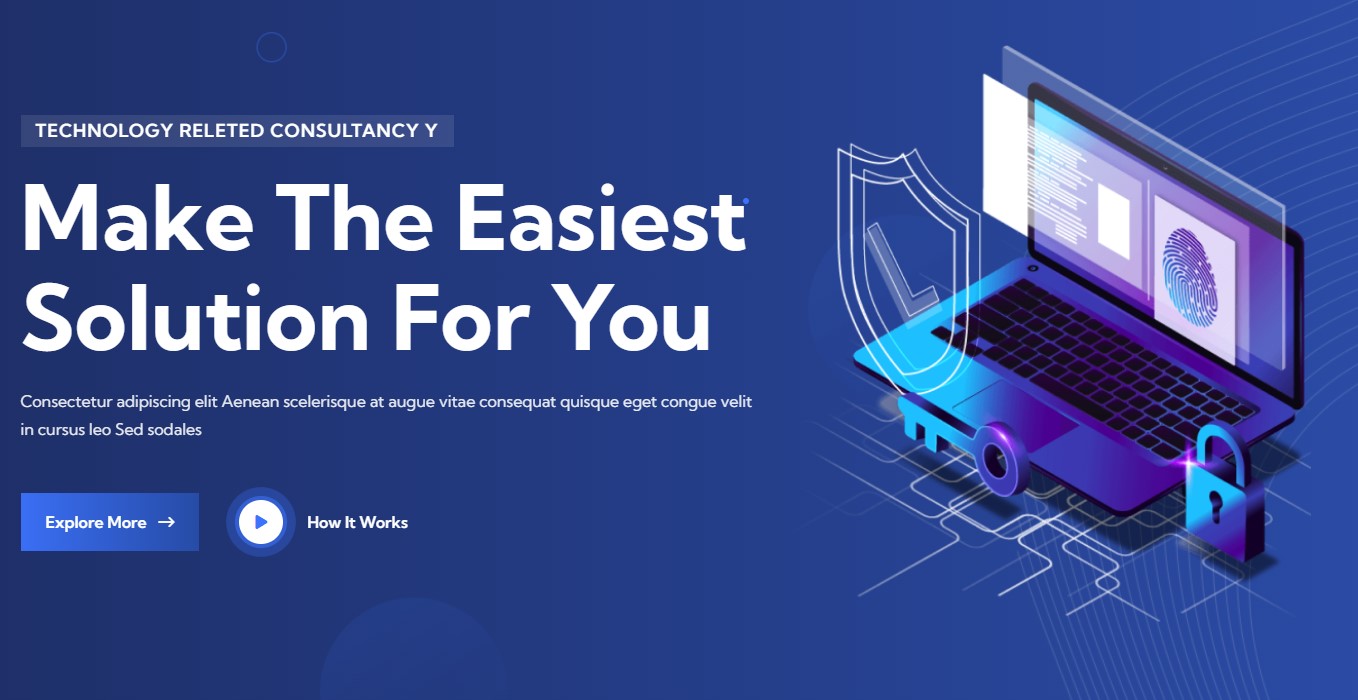 TECHNOLOGY RELETED CONSULTANCY Y
Make The Easiest
Solution For You
Consectetur adipiscing elit Aenean scelerisque at augue vitae consequat quisque eget congue velit
in cursus leo Sed sodales
Explore More
How It Works